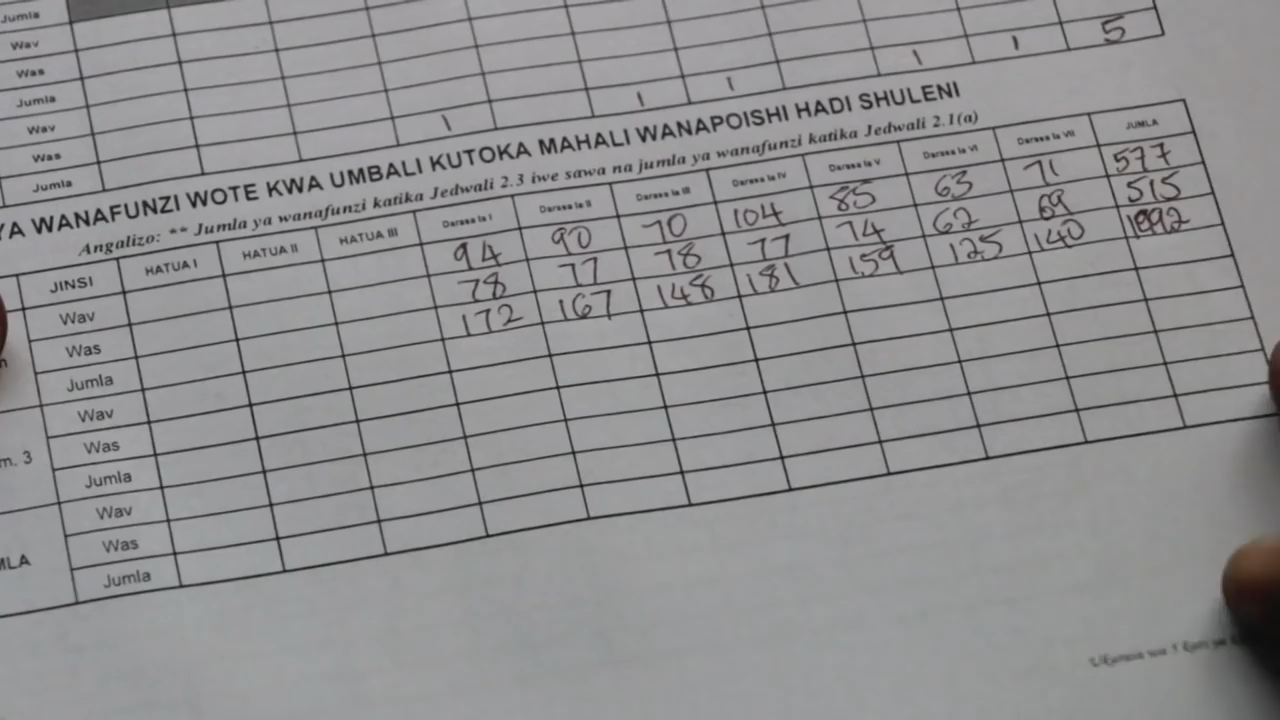 Jumla
Wav
Was
Jumla
Wav
Was
Jumla
1 1 1 1 1 5
YA WANAFUNZI WOTE KWA UMBALI KUTOKA MAHALI WANAPOISHI HADI SHULENI
Angalizo: ** Jumla ya wanafunzi katika Jedwali 2.3 iwe sawa na jumla ya wanafunzi katika Jedwali 2.1(a)
JINSI HATUA I HATUA II HATUA III Darasa la I Darasa la II Darasa la III Darasa la IV Darasa la V Darasa la VI Darasa la VII JUMLA
Wav 94 90 70 104 85 63 71 577
Was 78 77 78 77 74 62 69 515
Jumla 172 167 148 181 159 125 140 1092
Wav
m. 3 Was
Jumla
Wav
MLA Was
Jumla